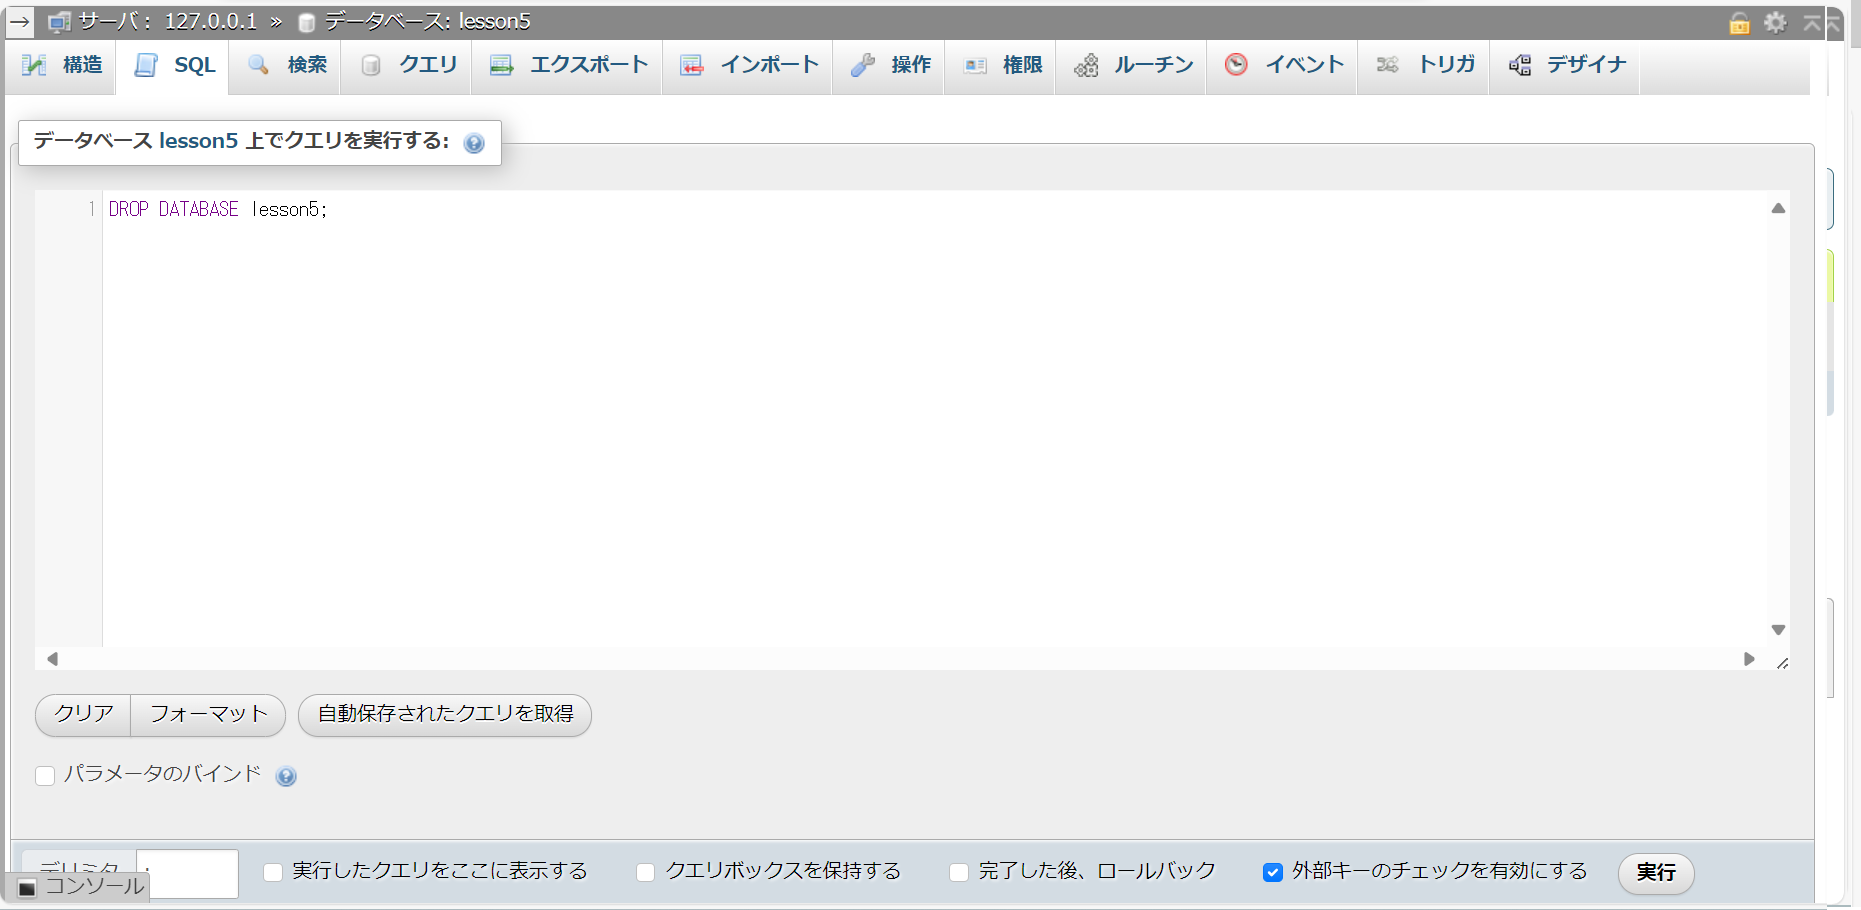 サーバ： 127.0.0.1 » データベース: lesson5
構造 SQL 検索 クエリ エクスポート インポート 操作 権限 ルーチン イベント トリガ デザイナ
データベース lesson5 上でクエリを実行する:
1 DROP DATABASE lesson5;
クリア フォーマット 自動保存されたクエリを取得
パラメータのバインド
デリミタ ; 実行したクエリをここに表示する クエリボックスを保持する 完了した後、ロールバック 外部キーのチェックを有効にする 実行
コンソール